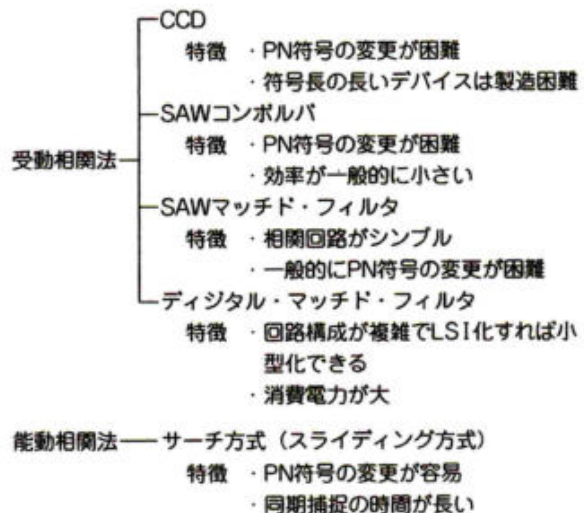 CCD
特徴 ・PN符号の変更が困難
・符号長の長いデバイスは製造困難
SAWコンボルバ
特徴 ・PN符号の変更が困難
・効率が一般的に小さい
受動相関法
SAWマッチド・フィルタ
特徴 ・相関回路がシンプル
・一般的にPN符号の変更が困難
ディジタル・マッチド・フィルタ
特徴 ・回路構成が複雑でLSI化すれば小
型化できる
・消費電力が大
能動相関法 サーチ方式（スライディング方式）
特徴 ・PN符号の変更が容易
・同期捕捉の時間が長い